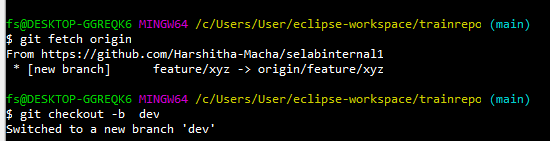 fs@DESKTOP-GGREQK6 MINGW64 /c/Users/User/eclipse-workspace/trainrepo (main)
$ git fetch origin
From https://github.com/Harshitha-Macha/selabinternal1
 * [new branch]      feature/xyz -> origin/feature/xyz
fs@DESKTOP-GGREQK6 MINGW64 /c/Users/User/eclipse-workspace/trainrepo (main)
$ git checkout -b  dev
Switched to a new branch 'dev'